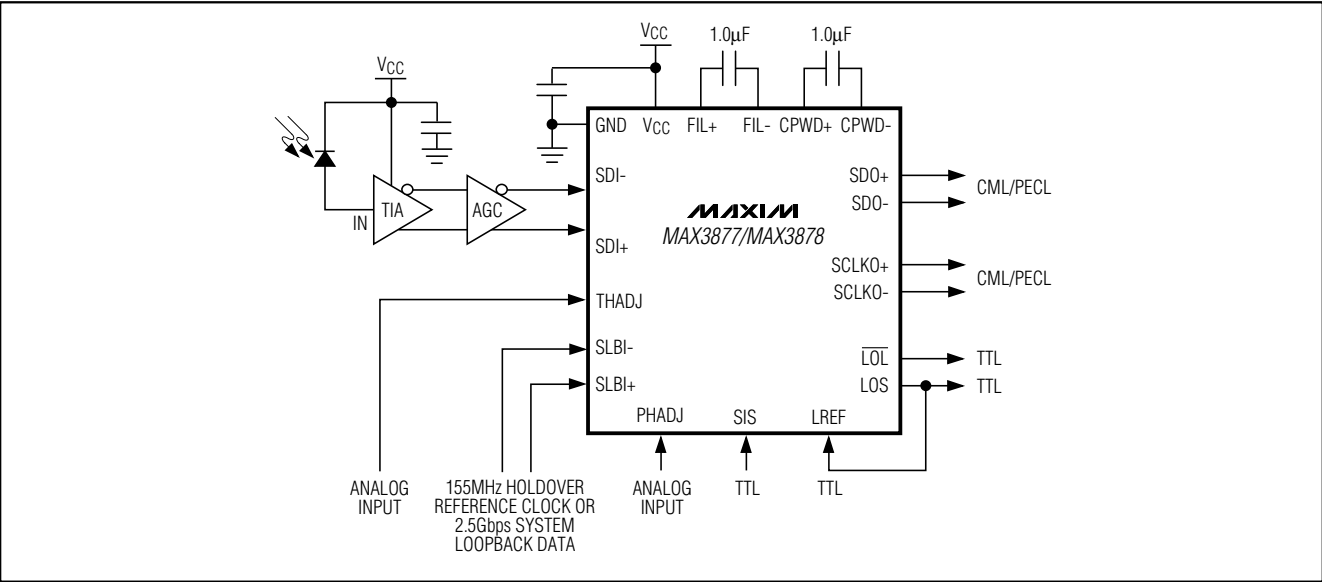 VCC
1.0µF
1.0µF
VCC
GND
VCC
FIL+
FIL-
CPWD+
CPWD-
SDI-
SDO+
CML/PECL
SDO-
TIA
AGC
MAXIM
MAX3877/MAX3878
IN
SDI+
SCLKO+
CML/PECL
SCLKO-
THADJ
SLBI-
LOL
TTL
SLBI+
LOS
TTL
PHADJ
SIS
LREF
ANALOG
INPUT
155MHz HOLDOVER
REFERENCE CLOCK OR
2.5Gbps SYSTEM
LOOPBACK DATA
ANALOG
INPUT
TTL
TTL